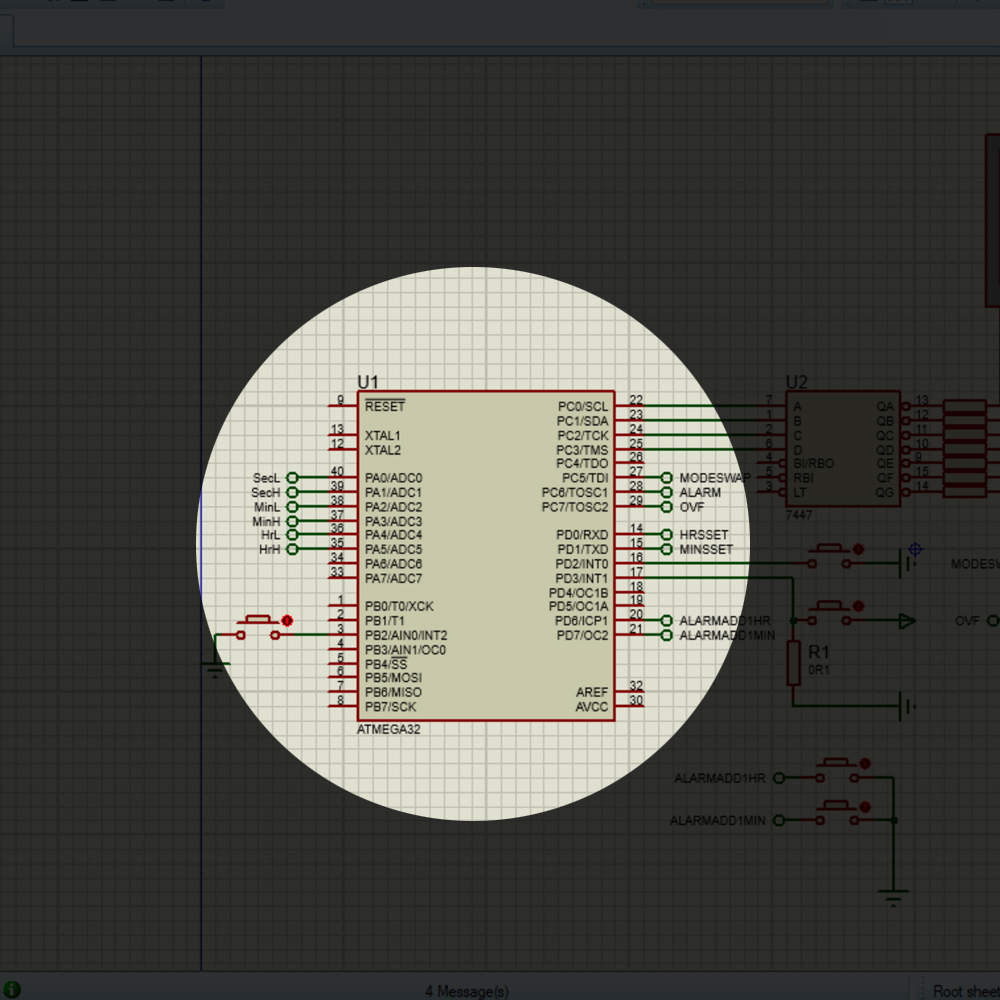 U1
9 RESET
13 XTAL1
12 XTAL2
SecL 40 PA0/ADC0
SecH 39 PA1/ADC1
MinL 38 PA2/ADC2
MinH 37 PA3/ADC3
HrL 36 PA4/ADC4
HrH 35 PA5/ADC5
34 PA6/ADC6
33 PA7/ADC7
1 PB0/T0/XCK
2 PB1/T1
3 PB2/AIN0/INT2
4 PB3/AIN1/OC0
5 PB4/SS
6 PB5/MOSI
7 PB6/MISO
8 PB7/SCK
PC0/SCL 22
PC1/SDA 23
PC2/TCK 24
PC3/TMS 25
PC4/TDO 26
PC5/TDI 27 MODESWAP
PC6/TOSC1 28 ALARM
PC7/TOSC2 29 OVF
PD0/RXD 14 HRSSET
PD1/TXD 15 MINSSET
PD2/INT0 16
PD3/INT1 17
PD4/OC1B 18
PD5/OC1A 19
PD6/ICP1 20 ALARMADD1HR
PD7/OC2 21 ALARMADD1MIN
AREF 32
AVCC 30
ATMEGA32
U2
7 A QA 13
1 B QB 12
2 C QC 11
6 D QD 10
4 BI/RBO QE 9
5 RBI QF 15
3 LT QG 14
7447
MODESW
OVF
R1
0R1
ALARMADD1HR
ALARMADD1MIN
4 Message(s)
Root shee